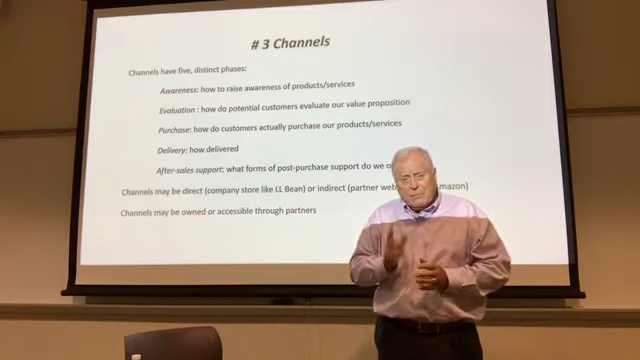 # 3 Channels
Channels have five, distinct phases:
Awareness: how to raise awareness of products/services
Evaluation : how do potential customers evaluate our value proposition
Purchase: how do customers actually purchase our products/services
Delivery: how delivered
After-sales support: what forms of post-purchase support do we
Channels may be direct (company store like LL Bean) or indirect (partner mazon)
Channels may be owned or accessible through partners